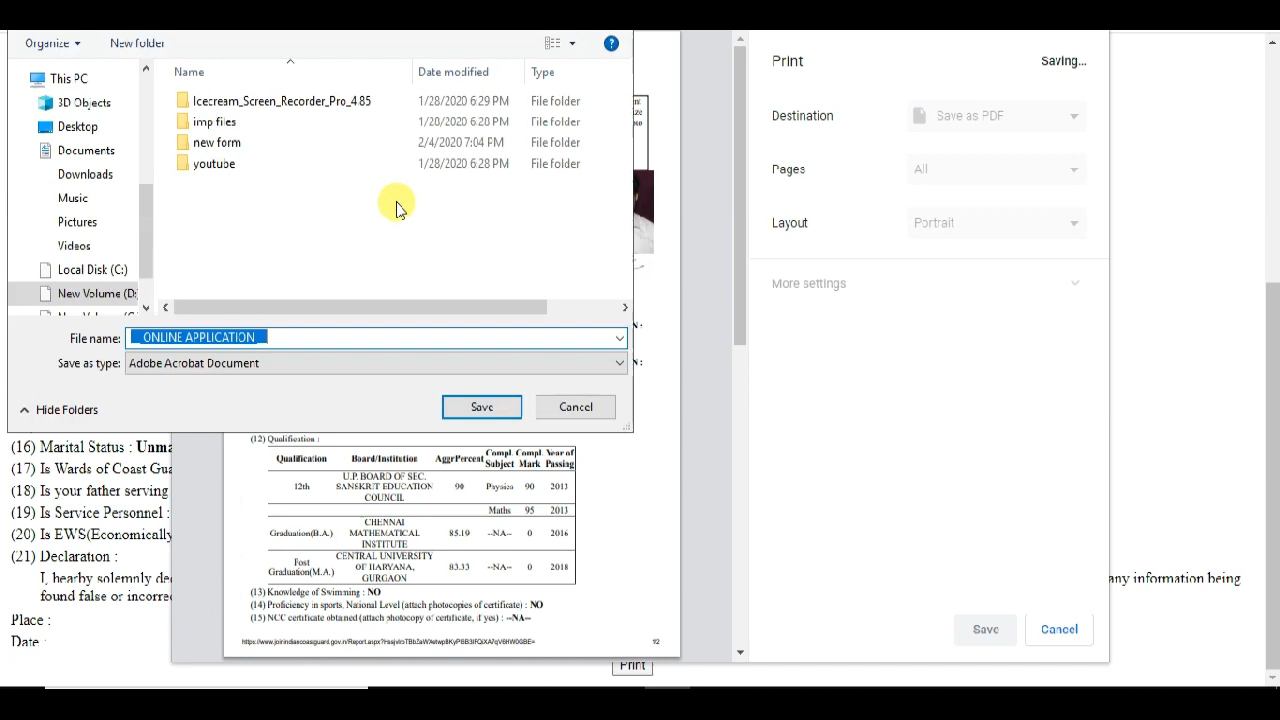 Organize
New folder
This PC
3D Objects
Desktop
Documents
Downloads
Music
Pictures
Videos
Local Disk (C:)
New Volume (D:
Name
Date modified
Type
Icecream_Screen_Recorder_Pro_4.85
1/28/2020 6:29 PM
File folder
imp files
1/28/2020 6:28 PM
File folder
new form
2/4/2020 7:04 PM
File folder
youtube
1/28/2020 6:28 PM
File folder
File name:
_ONLINE APPLICATION_
Save as type:
Adobe Acrobat Document
Hide Folders
Save
Cancel
Print
Saving...
Destination
Save as PDF
Pages
All
Layout
Portrait
More settings
Save
Cancel
(12) Qualification :
Qualification Board/Institution AggrPercent Compl. Subject Compl. Mark Year of Passing
12th U.P. BOARD OF SEC. SANSKRIT EDUCATION COUNCIL 90 Physics 90 2013
Maths 95 2013
Graduation(B.A.) CHENNAI MATHEMATICAL INSTITUTE 85.19 --NA-- 0 2016
Post Graduation(M.A.) CENTRAL UNIVERSITY OF HARYANA, GURGAON 83.33 --NA-- 0 2018
(13) Knowledge of Swimming : NO
(14) Proficiency in sports, National Level (attach photocopies of certificate) : NO
(15) NCC certificate obtained (attach photocopy of certificate, if yes) : --NA--
1/2
(16) Marital Status : Unma
(17) Is Wards of Coast Gua
(18) Is your father serving
(19) Is Service Personnel :
(20) Is EWS(Economically
(21) Declaration :
I, hearby solemnly dec
any information being
found false or incorrec
Place :
Date :
Print